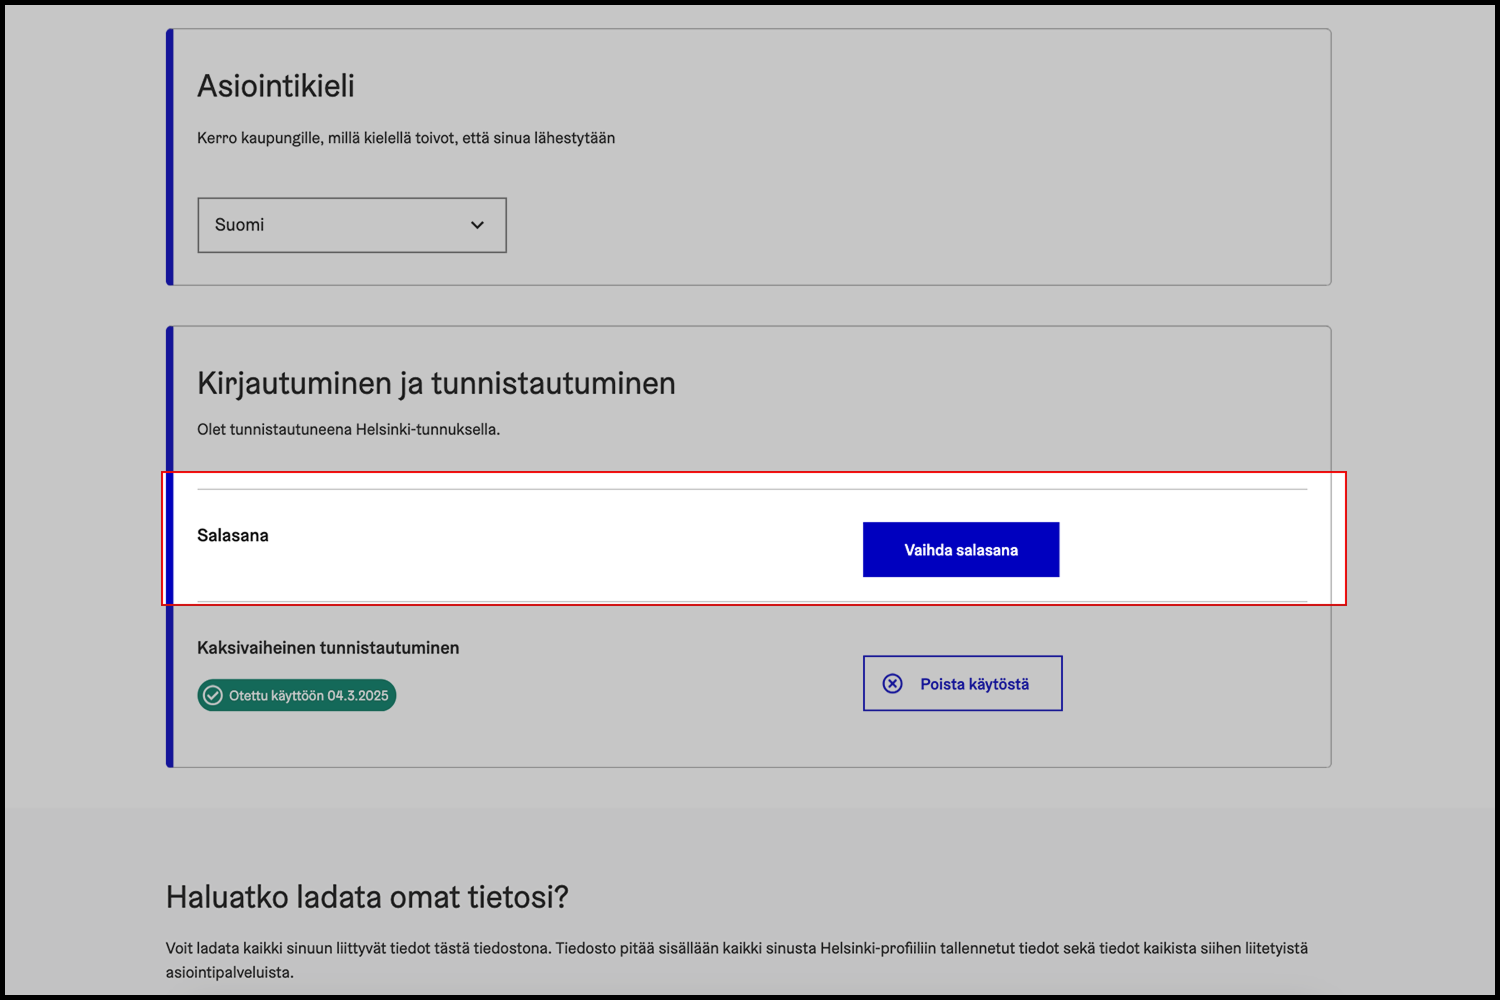 Asiointikieli
Kerro kaupungille, millä kielellä toivot, että sinua lähestytään
Suomi
Kirjautuminen ja tunnistautuminen
Olet tunnistautuneena Helsinki-tunnuksella.
Salasana
Vaihda salasana
Kaksivaiheinen tunnistautuminen
Otettu käyttöön 04.3.2025
Poista käytöstä
Haluatko ladata omat tietosi?
Voit ladata kaikki sinuun liittyvät tiedot tästä tiedostona. Tiedosto pitää sisällään kaikki sinusta Helsinki-profiiliin tallennetut tiedot sekä tiedot kaikista siihen liitetyistä
asiointipalveluista.